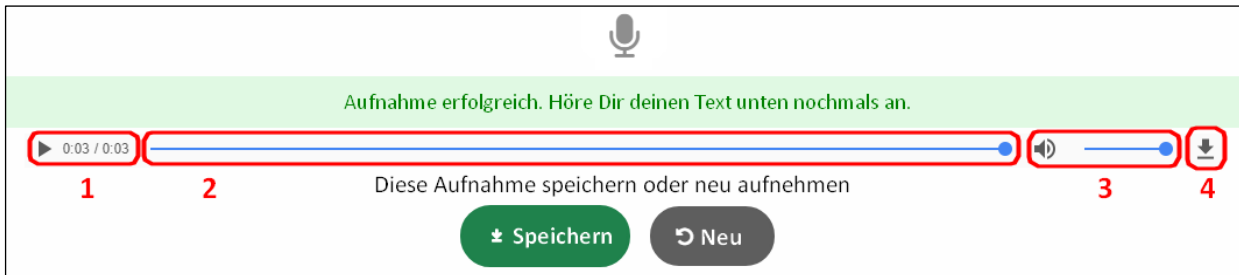 Aufnahme erfolgreich. Höre Dir deinen Text unten nochmals an.
0:03 / 0:03
1 2 3 4
Diese Aufnahme speichern oder neu aufnehmen
Speichern Neu